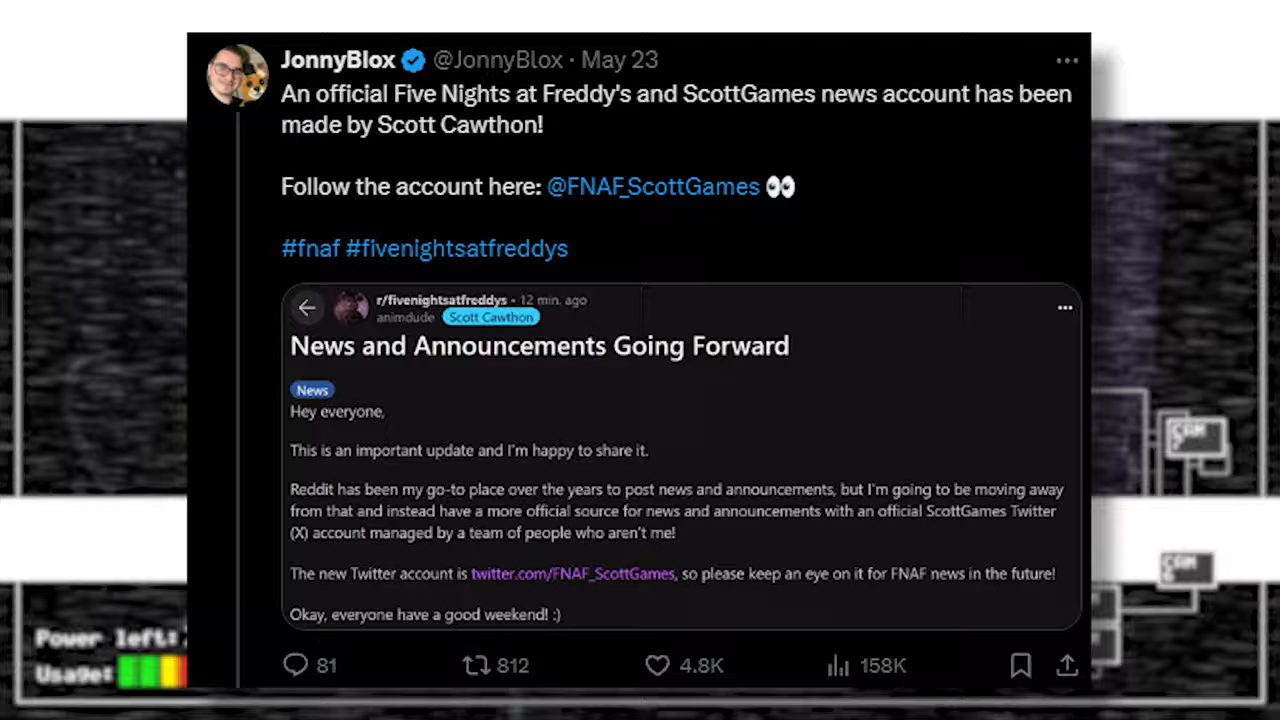 JonnyBlox @JonnyBlox · May 23
An official Five Nights at Freddy's and ScottGames news account has been
made by Scott Cawthon!
Follow the account here: @FNAF_ScottGames 👀
#fnaf #fivenightsatfreddys
r/fivenightsatfreddys • 12 min. ago
animdude Scott Cawthon
News and Announcements Going Forward
News
Hey everyone,
This is an important update and I'm happy to share it.
Reddit has been my go-to place over the years to post news and announcements, but I'm going to be moving away
from that and instead have a more official source for news and announcements with an official ScottGames Twitter
(X) account managed by a team of people who aren't me!
The new Twitter account is twitter.com/FNAF_ScottGames, so please keep an eye on it for FNAF news in the future!
Okay, everyone have a good weekend! :)
81 812 4.8K 158K
CAM
CAM
Power left:
Usage: